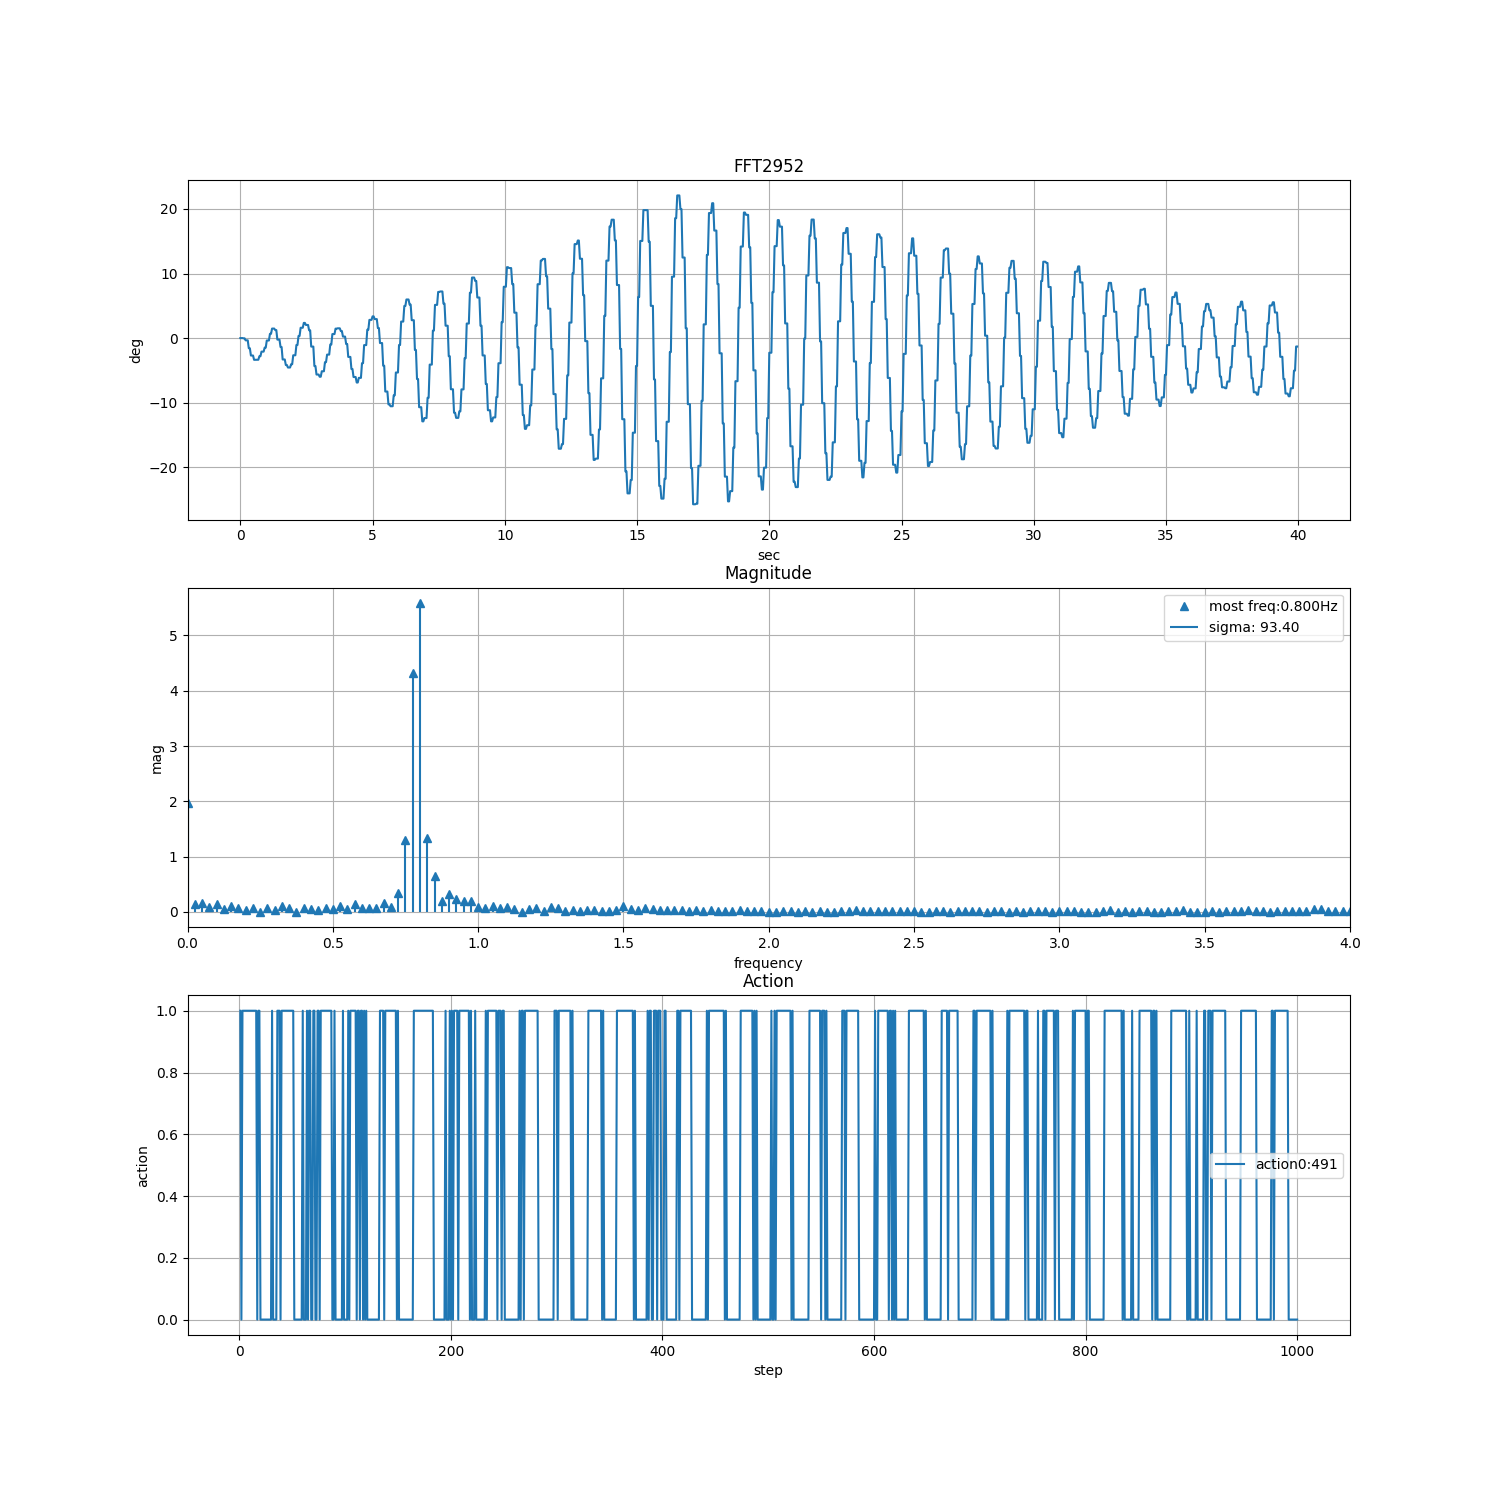 FFT2952
20
10
0
−10
−20
deg
0 5 10 15 20 25 30 35 40
sec
Magnitude
5
4
3
2
1
0
mag
most freq:0.800Hz
sigma: 93.40
0.0 0.5 1.0 1.5 2.0 2.5 3.0 3.5 4.0
frequency
Action
1.0
0.8
0.6
0.4
0.2
0.0
action
action0:491
0 200 400 600 800 1000
step